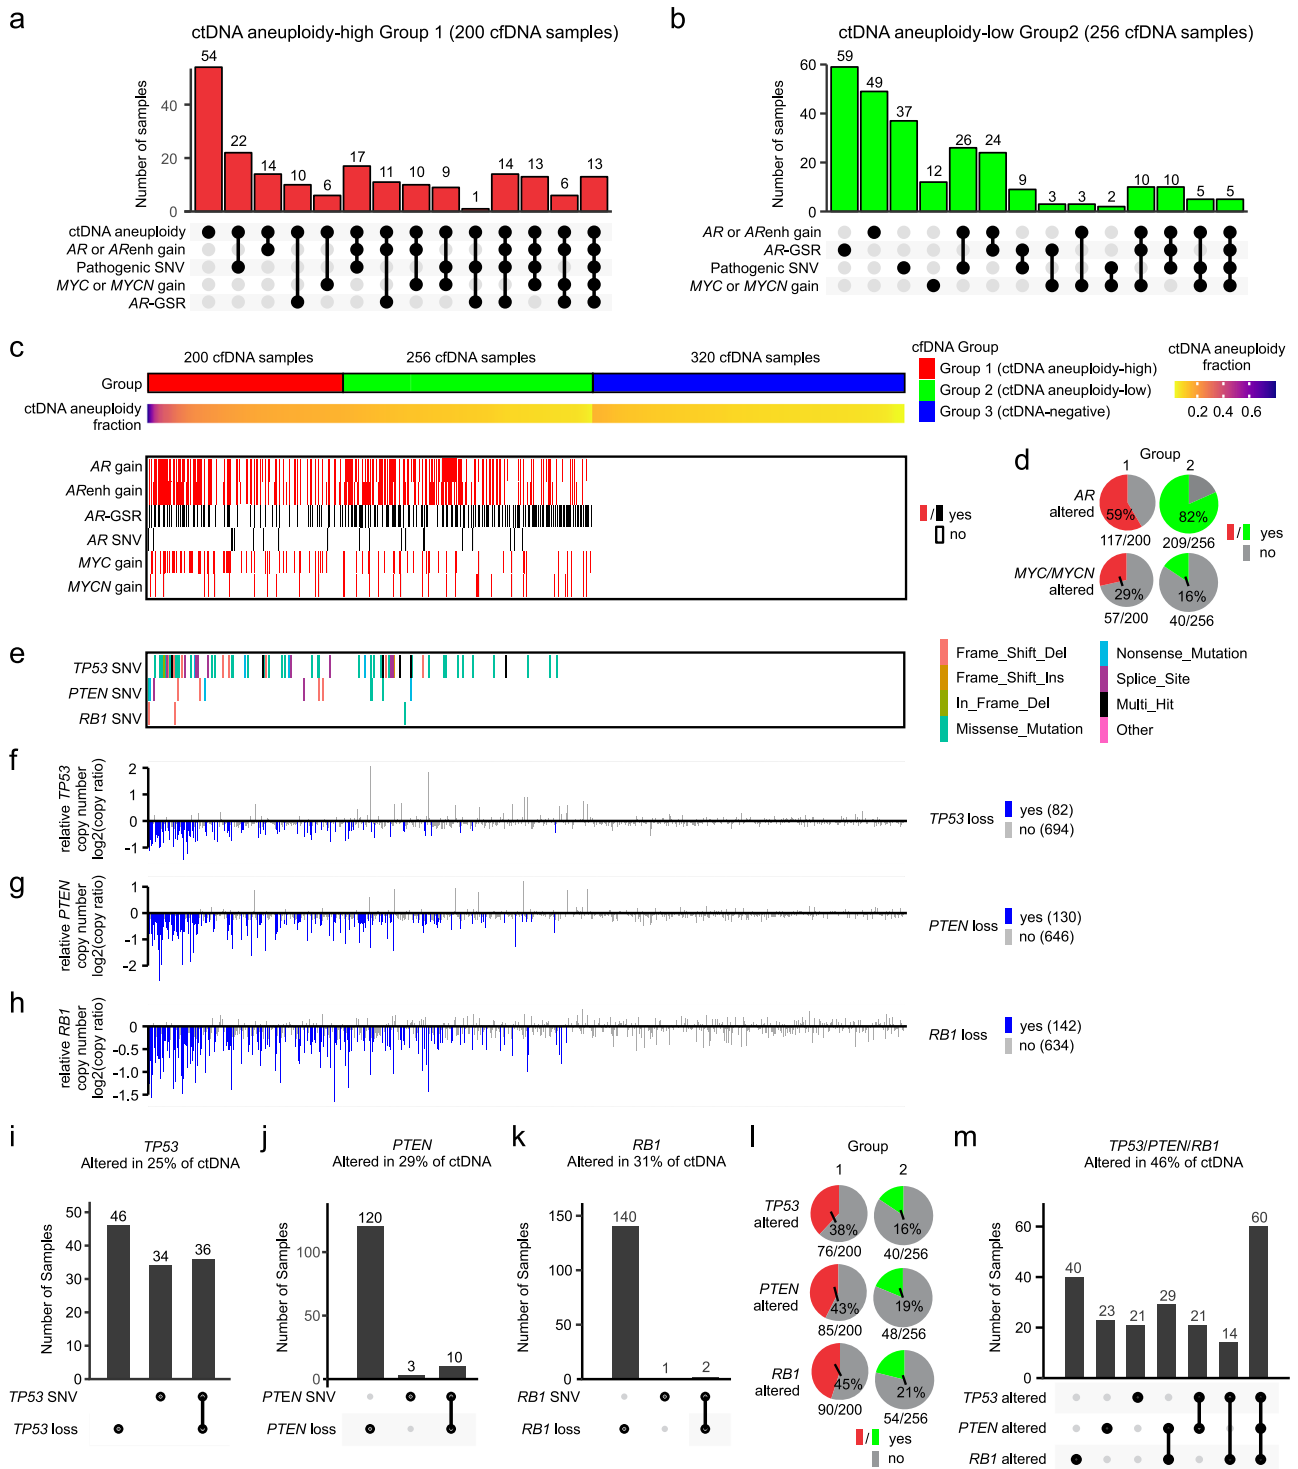 a
ctDNA aneuploidy-high Group 1 (200 cfDNA samples)
Number of samples
40
20
0
54
22
14
10
6
17
11
10
9
1
14
13
6
13
ctDNA aneuploidy
AR or ARenh gain
Pathogenic SNV
MYC or MYCN gain
AR-GSR
b
ctDNA aneuploidy-low Group2 (256 cfDNA samples)
Number of samples
60
40
20
0
59
49
37
12
26
24
9
3
3
2
10
10
5
5
AR or ARenh gain
AR-GSR
Pathogenic SNV
MYC or MYCN gain
c
200 cfDNA samples
256 cfDNA samples
320 cfDNA samples
Group
ctDNA aneuploidy
fraction
cfDNA Group
Group 1 (ctDNA aneuploidy-high)
Group 2 (ctDNA aneuploidy-low)
Group 3 (ctDNA-negative)
ctDNA aneuploidy
fraction
0.2 0.4 0.6
AR gain
ARenh gain
AR-GSR
AR SNV
MYC gain
MYCN gain
/ yes
no
d
Group
1 2
AR
altered
59%
82%
117/200
209/256
MYC/MYCN
altered
29%
16%
57/200
40/256
/ yes
no
e
TP53 SNV
PTEN SNV
RB1 SNV
Frame_Shift_Del
Frame_Shift_Ins
In_Frame_Del
Missense_Mutation
Nonsense_Mutation
Splice_Site
Multi_Hit
Other
f
relative TP53
copy number
log2(copy ratio)
2
1
0
-1
TP53 loss
yes (82)
no (694)
g
relative PTEN
copy number
log2(copy ratio)
1
0
-1
-2
PTEN loss
yes (130)
no (646)
h
relative RB1
copy number
log2(copy ratio)
0
-0.5
-1.0
-1.5
RB1 loss
yes (142)
no (634)
i
TP53
Altered in 25% of ctDNA
Number of Samples
50
40
30
20
10
0
46
34
36
TP53 SNV
TP53 loss
j
PTEN
Altered in 29% of ctDNA
Number of Samples
100
50
0
120
3
10
PTEN SNV
PTEN loss
k
RB1
Altered in 31% of ctDNA
Number of Samples
150
100
50
0
140
1
2
RB1 SNV
RB1 loss
l
Group
1 2
TP53
altered
38%
16%
76/200
40/256
PTEN
altered
43%
19%
85/200
48/256
RB1
altered
45%
21%
90/200
54/256
/ yes
no
m
TP53/PTEN/RB1
Altered in 46% of ctDNA
Number of Samples
60
40
20
0
40
23
21
29
21
14
60
TP53 altered
PTEN altered
RB1 altered